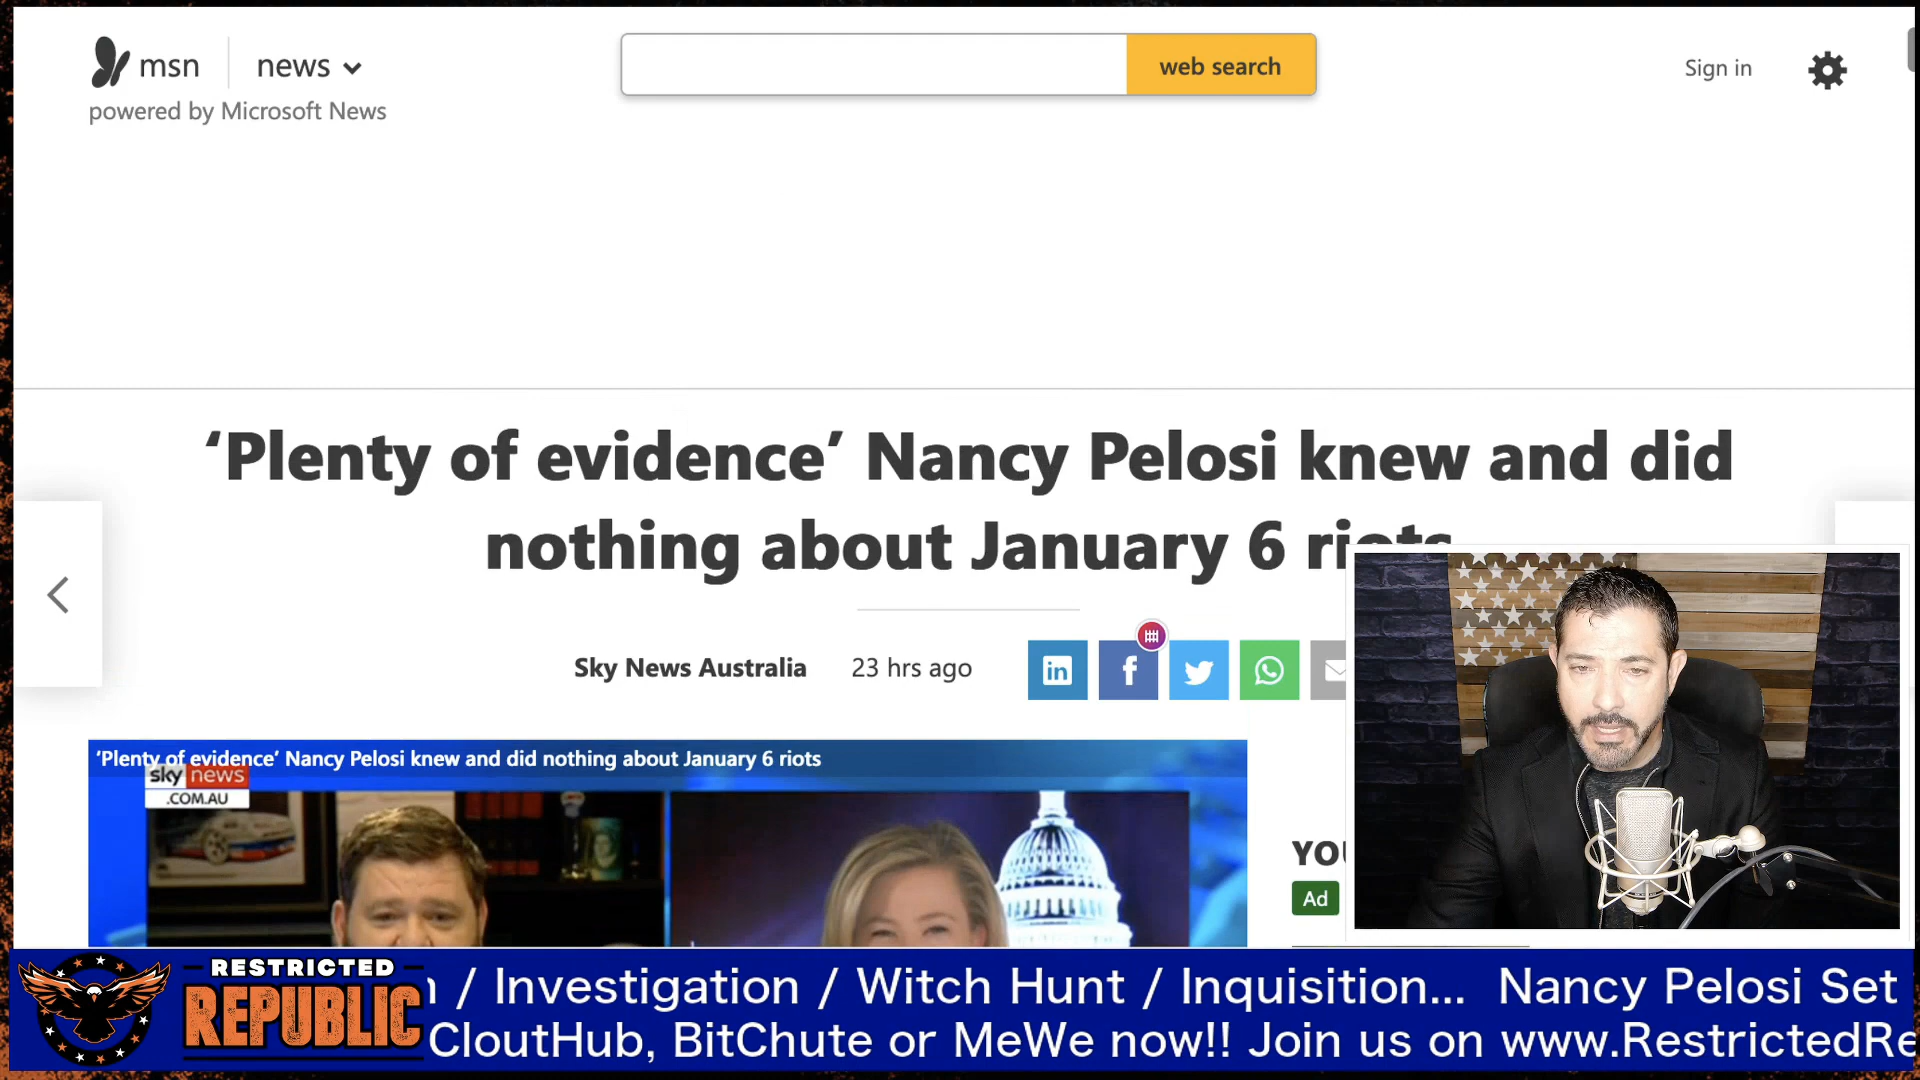 msn
news
web search
Sign in
powered by Microsoft News
‘Plenty of evidence’ Nancy Pelosi knew and did
nothing about January 6 riots
Sky News Australia
23 hrs ago
in
f
‘Plenty of evidence’ Nancy Pelosi knew and did nothing about January 6 riots
sky news
.COM.AU
YOU
Ad
RESTRICTED
REPUBLIC
/ Investigation / Witch Hunt / Inquisition... Nancy Pelosi Set
CloutHub, BitChute or MeWe now!! Join us on www.RestrictedRe